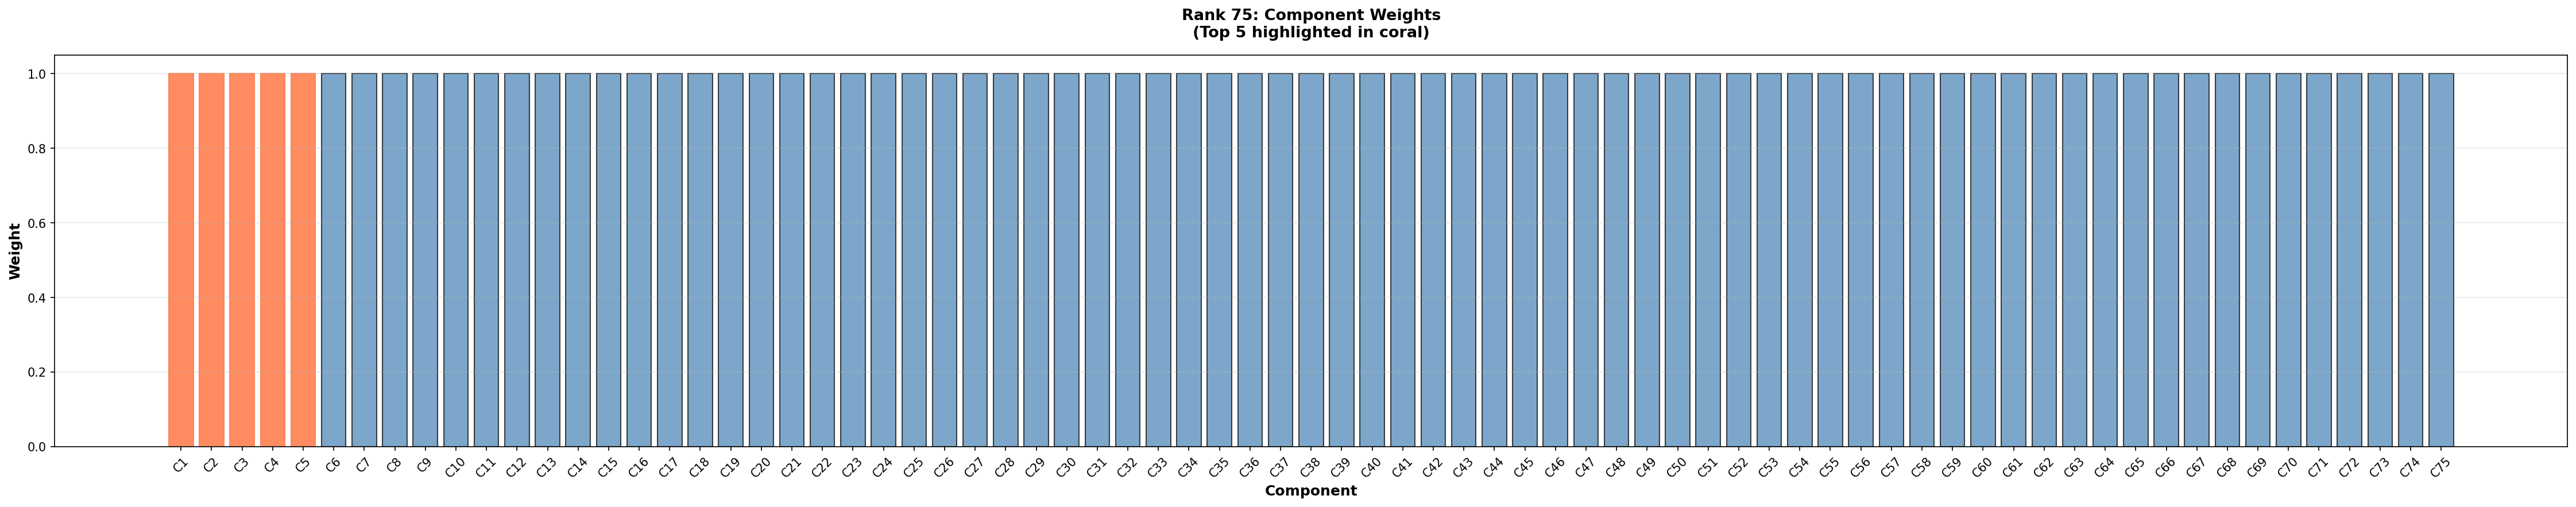 Rank 75: Component Weights
(Top 5 highlighted in coral)
1.0
0.8
0.6
0.4
0.2
0.0
Weight
C1 C2 C3 C4 C5 C6 C7 C8 C9 C10 C11 C12 C13 C14 C15 C16 C17 C18 C19 C20 C21 C22 C23 C24 C25 C26 C27 C28 C29 C30 C31 C32 C33 C34 C35 C36 C37 C38 C39 C40 C41 C42 C43 C44 C45 C46 C47 C48 C49 C50 C51 C52 C53 C54 C55 C56 C57 C58 C59 C60 C61 C62 C63 C64 C65 C66 C67 C68 C69 C70 C71 C72 C73 C74 C75
Component